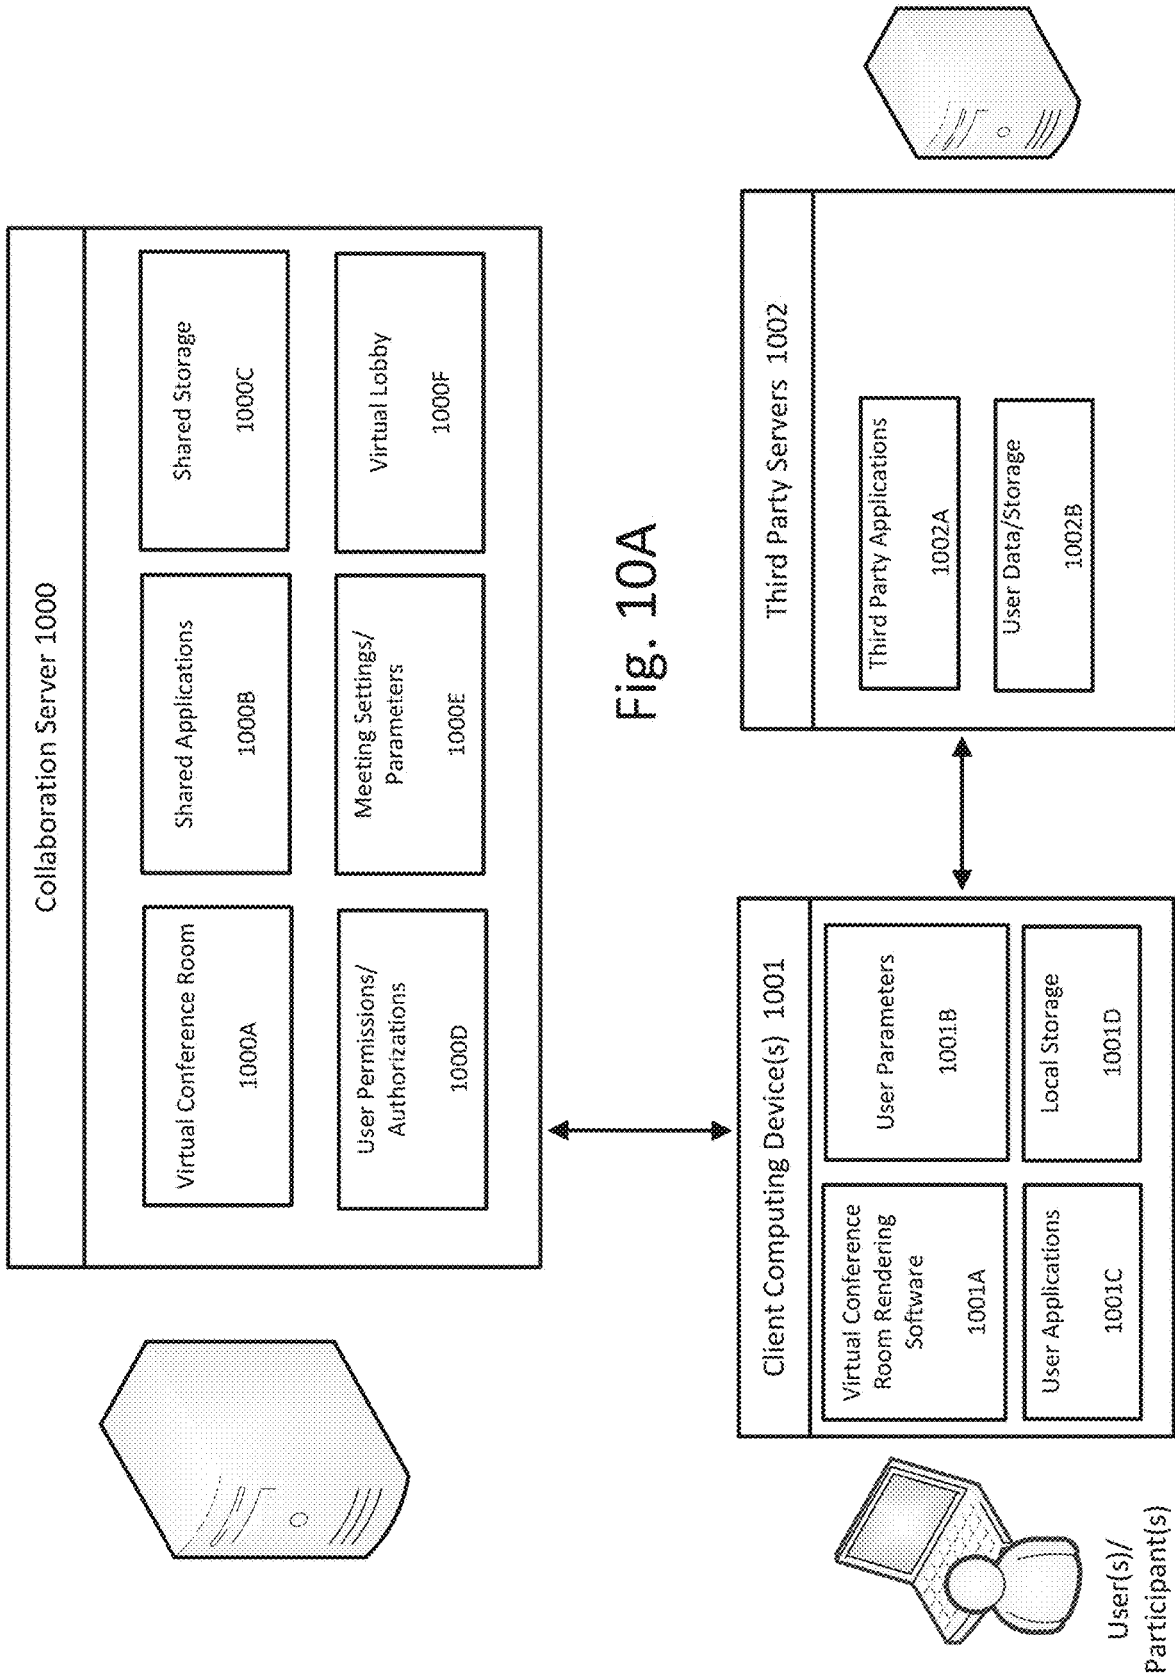 Collaboration Server 1000
Virtual Conference Room
1000A
Shared Applications
1000B
Shared Storage
1000C
User Permissions/
Authorizations
1000D
Meeting Settings/
Parameters
1000E
Virtual Lobby
1000F
Fig. 10A
Client Computing Device(s) 1001
Virtual Conference
Room Rendering
Software
1001A
User Parameters
1001B
User Applications
1001C
Local Storage
1001D
User(s)/
Participant(s)
Third Party Servers 1002
Third Party Applications
1002A
User Data/Storage
1002B